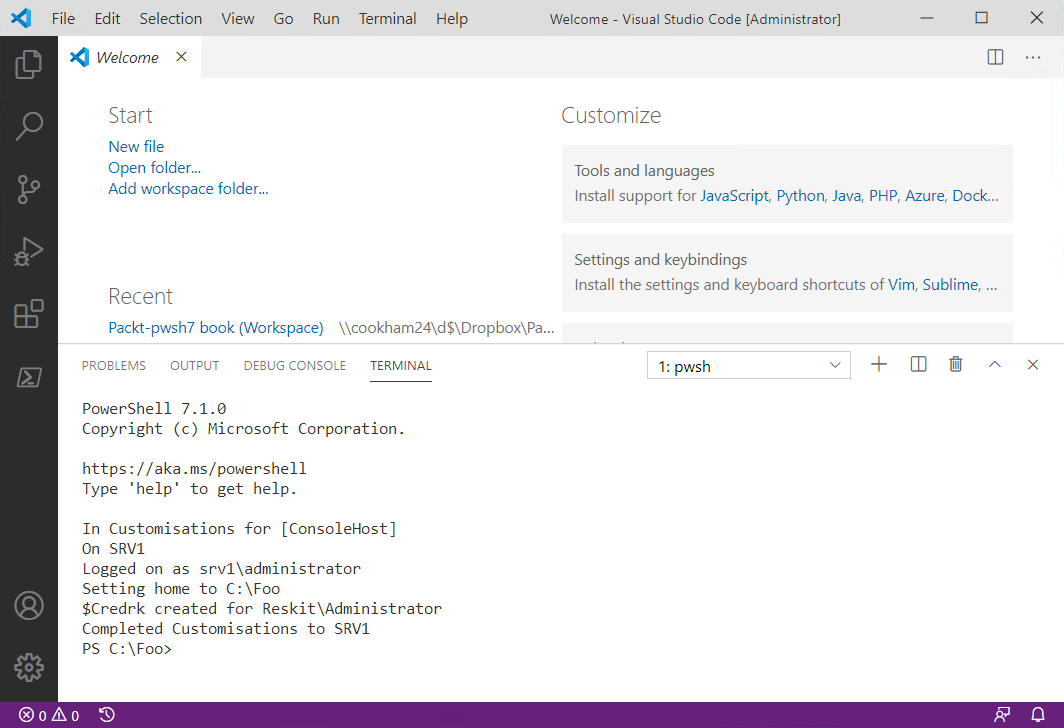 File Edit Selection View Go Run Terminal Help Welcome - Visual Studio Code [Administrator]
Welcome
Start
New file
Open folder...
Add workspace folder...
Recent
Packt-pwsh7 book (Workspace) \\cookham24\d$\Dropbox\Pa...
Customize
Tools and languages
Install support for JavaScript, Python, Java, PHP, Azure, Dock...
Settings and keybindings
Install the settings and keyboard shortcuts of Vim, Sublime, ...
PROBLEMS OUTPUT DEBUG CONSOLE TERMINAL 1: pwsh
PowerShell 7.1.0
Copyright (c) Microsoft Corporation.
https://aka.ms/powershell
Type 'help' to get help.
In Customisations for [ConsoleHost]
On SRV1
Logged on as srv1\administrator
Setting home to C:\Foo
$Credrk created for Reskit\Administrator
Completed Customisations to SRV1
PS C:\Foo>
0 0